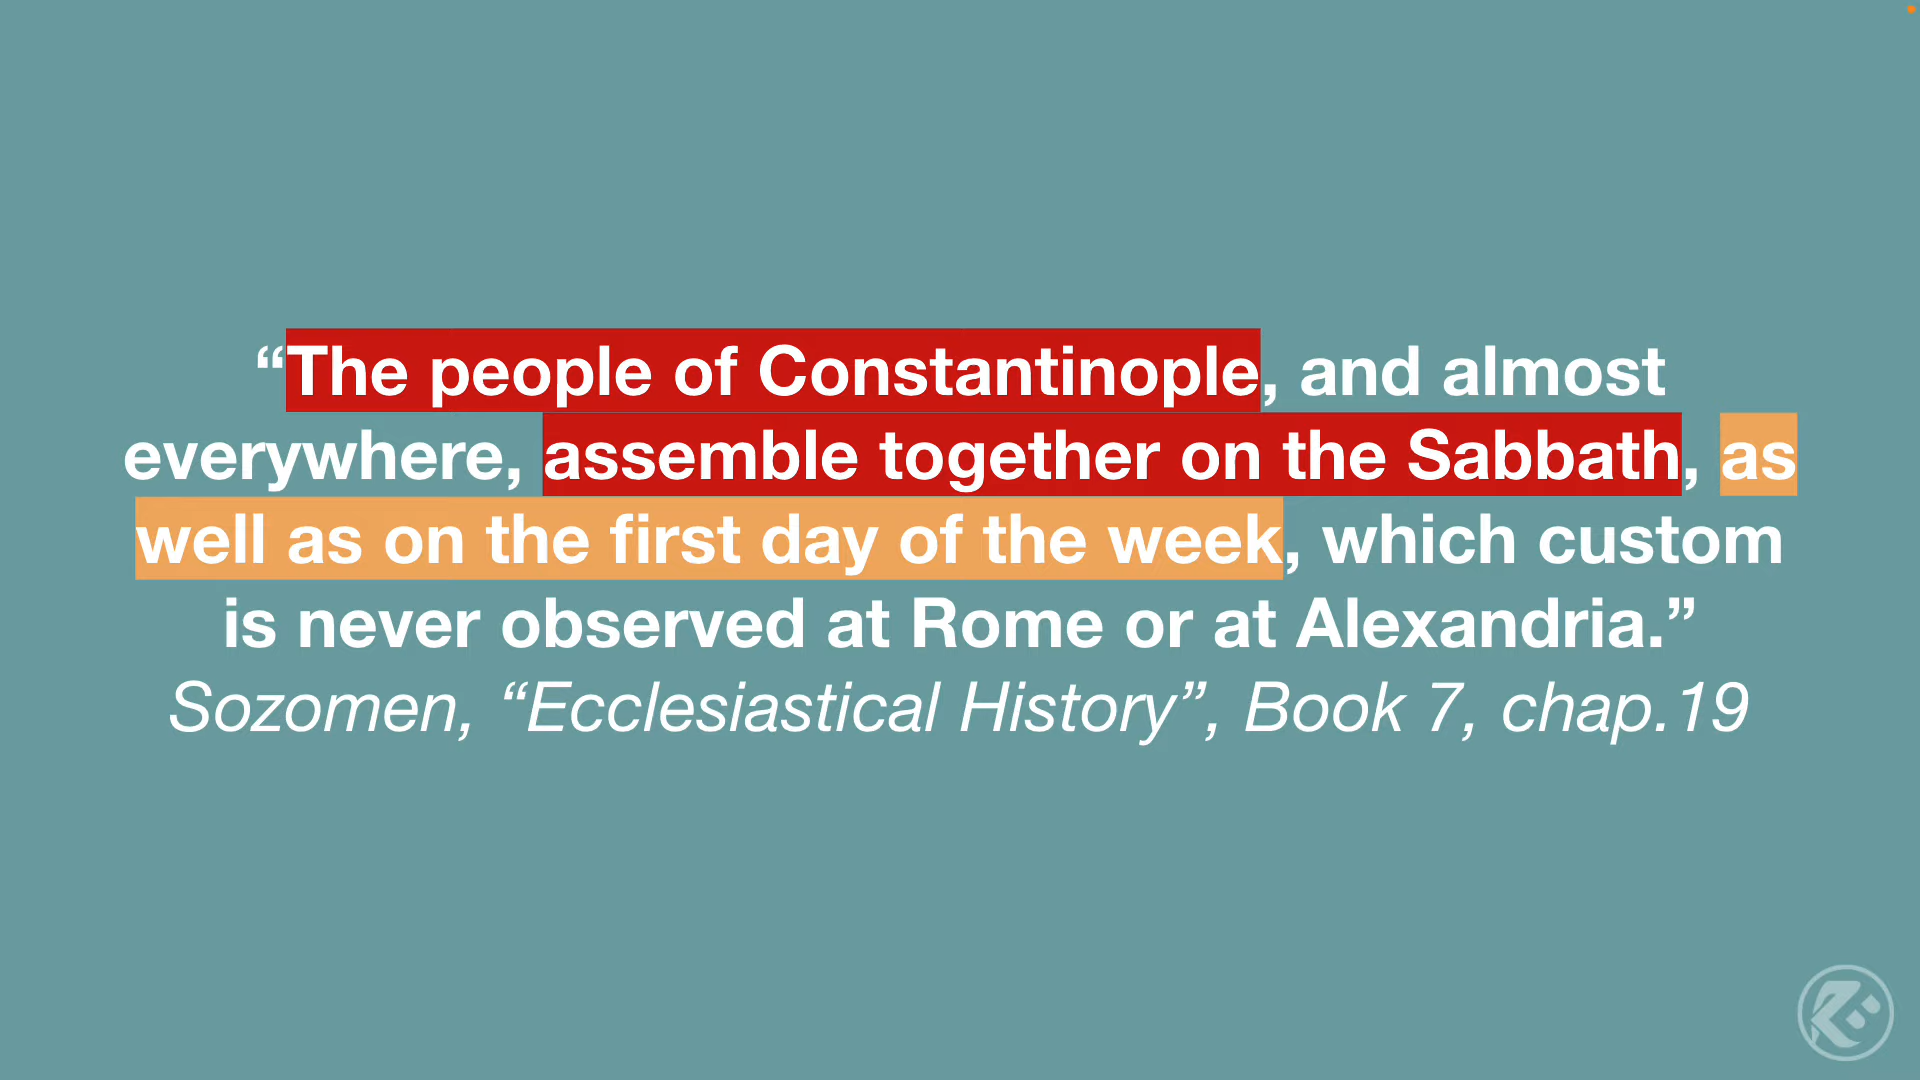 “The people of Constantinople, and almost
everywhere, assemble together on the Sabbath, as
well as on the first day of the week, which custom
is never observed at Rome or at Alexandria.”
Sozomen, “Ecclesiastical History”, Book 7, chap.19